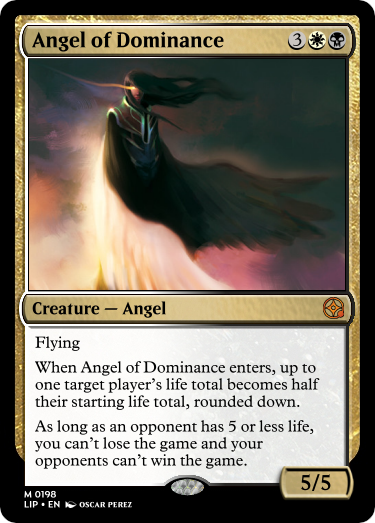 Angel of Dominance 3
Creature — Angel
Flying
When Angel of Dominance enters, up to
one target player's life total becomes half
their starting life total, rounded down.
As long as an opponent has 5 or less life,
you can't lose the game and your
opponents can't win the game.
5/5
M 0198
LIP • EN OSCAR PEREZ